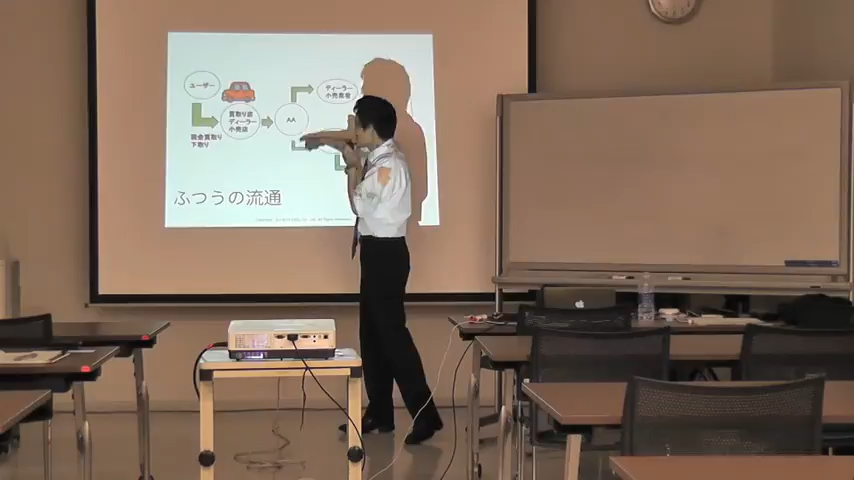 ユーザー
現金買取り
下取り
買取り店
ディーラー
小売店
AA
ディーラー
小売業者
ふつうの流通